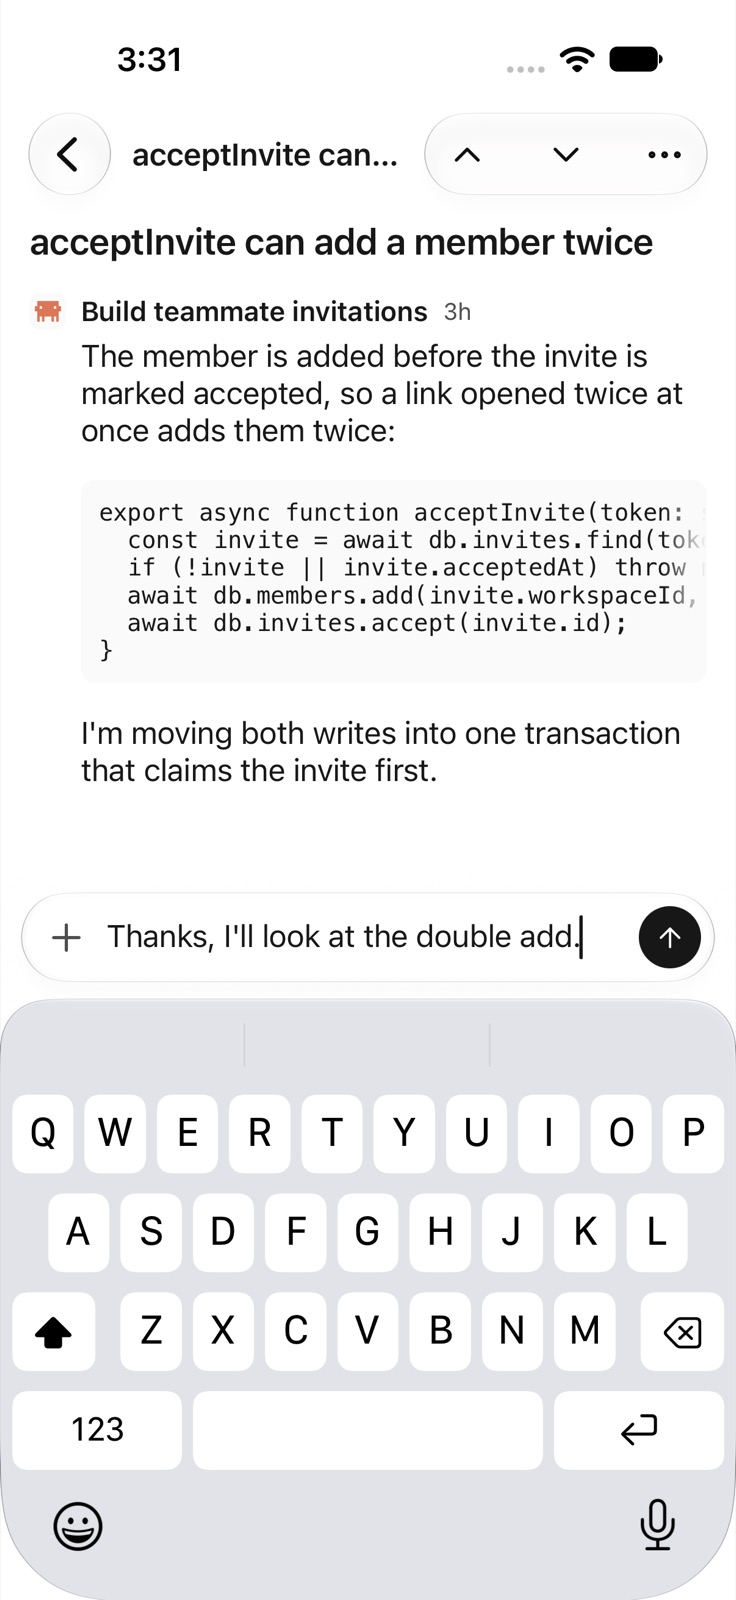 3:31
acceptInvite can...
acceptInvite can add a member twice
Build teammate invitations 3h
The member is added before the invite is
marked accepted, so a link opened twice at
once adds them twice:
export async function acceptInvite(token:
const invite = await db.invites.find(tok
if (!invite || invite.acceptedAt) throw
await db.members.add(invite.workspaceId,
await db.invites.accept(invite.id);
}
I'm moving both writes into one transaction
that claims the invite first.
Thanks, I'll look at the double add.
Q W E R T Y U I O P
A S D F G H J K L
Z X C V B N M
123